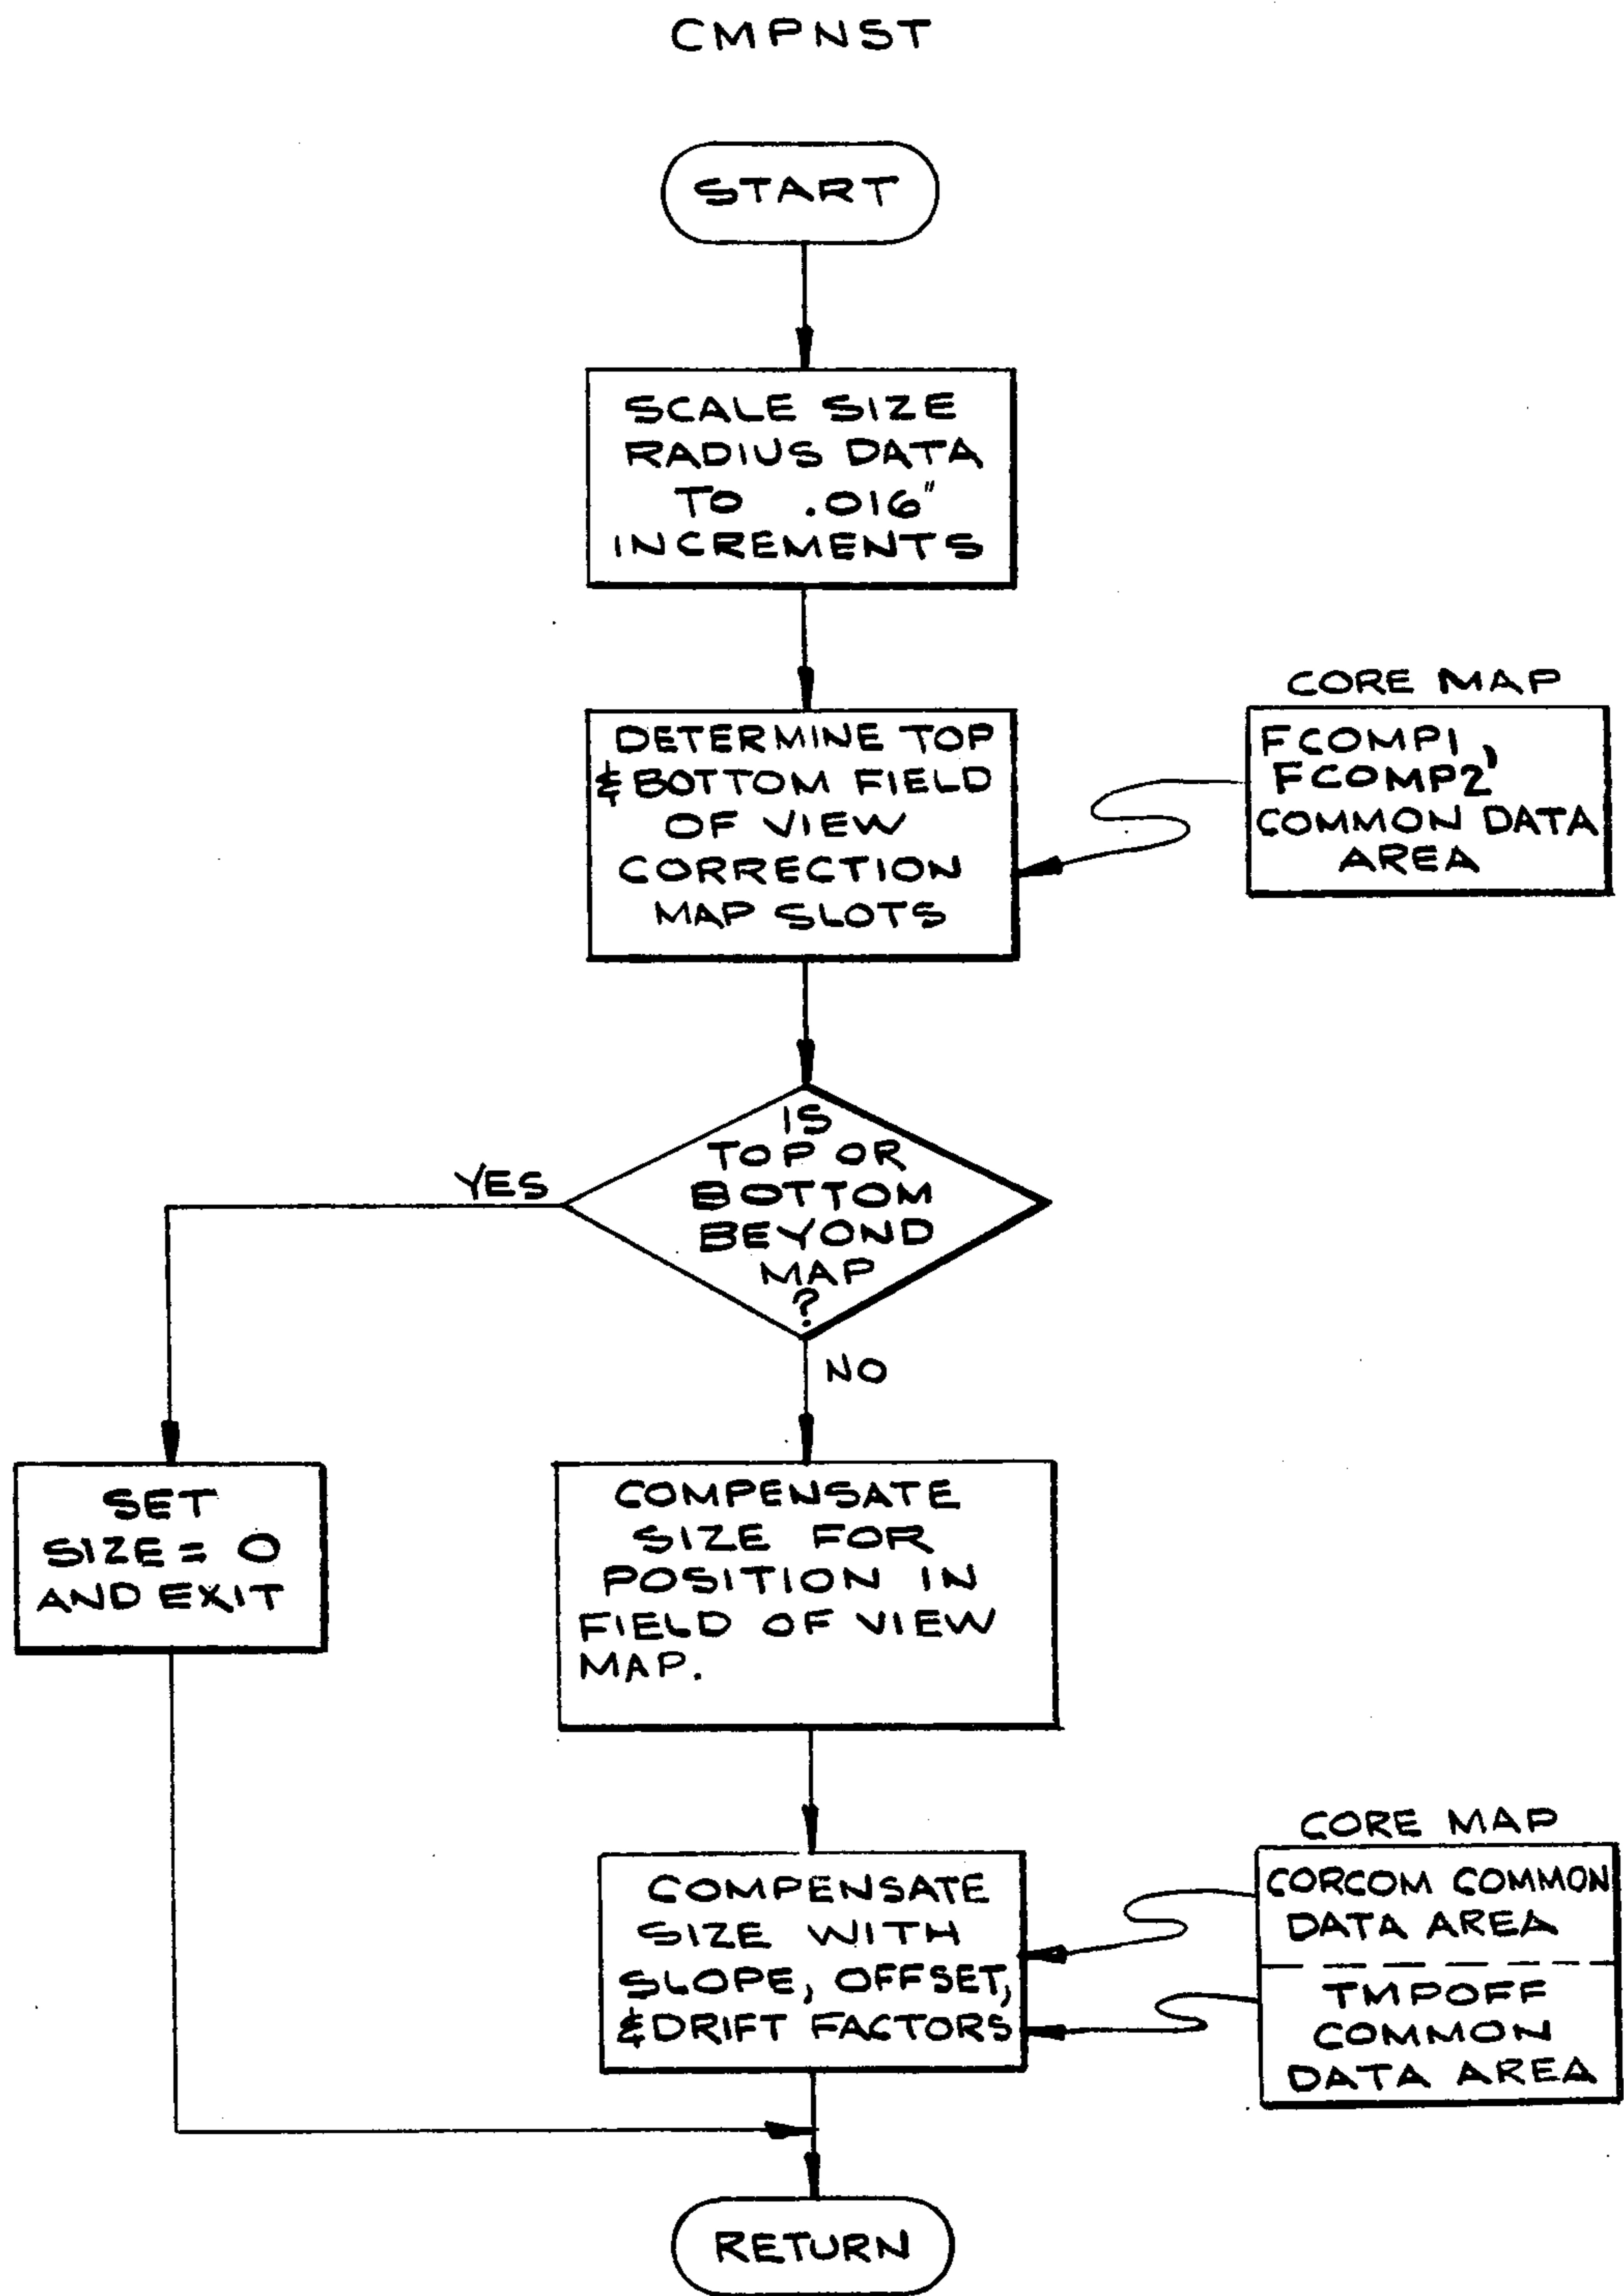 CMPNST
START
SCALE SIZE
RADIUS DATA
TO .016"
INCREMENTS
CORE MAP
DETERMINE TOP
& BOTTOM FIELD
OF VIEW
CORRECTION
MAP SLOTS
FCOMP1,
FCOMP2,
COMMON DATA
AREA
IS
TOP OR
BOTTOM
BEYOND
MAP
?
YES
NO
SET
SIZE = 0
AND EXIT
COMPENSATE
SIZE FOR
POSITION IN
FIELD OF VIEW
MAP.
CORE MAP
COMPENSATE
SIZE WITH
SLOPE, OFFSET,
& DRIFT FACTORS
CORCOM COMMON
DATA AREA
TMPOFF
COMMON
DATA AREA
RETURN